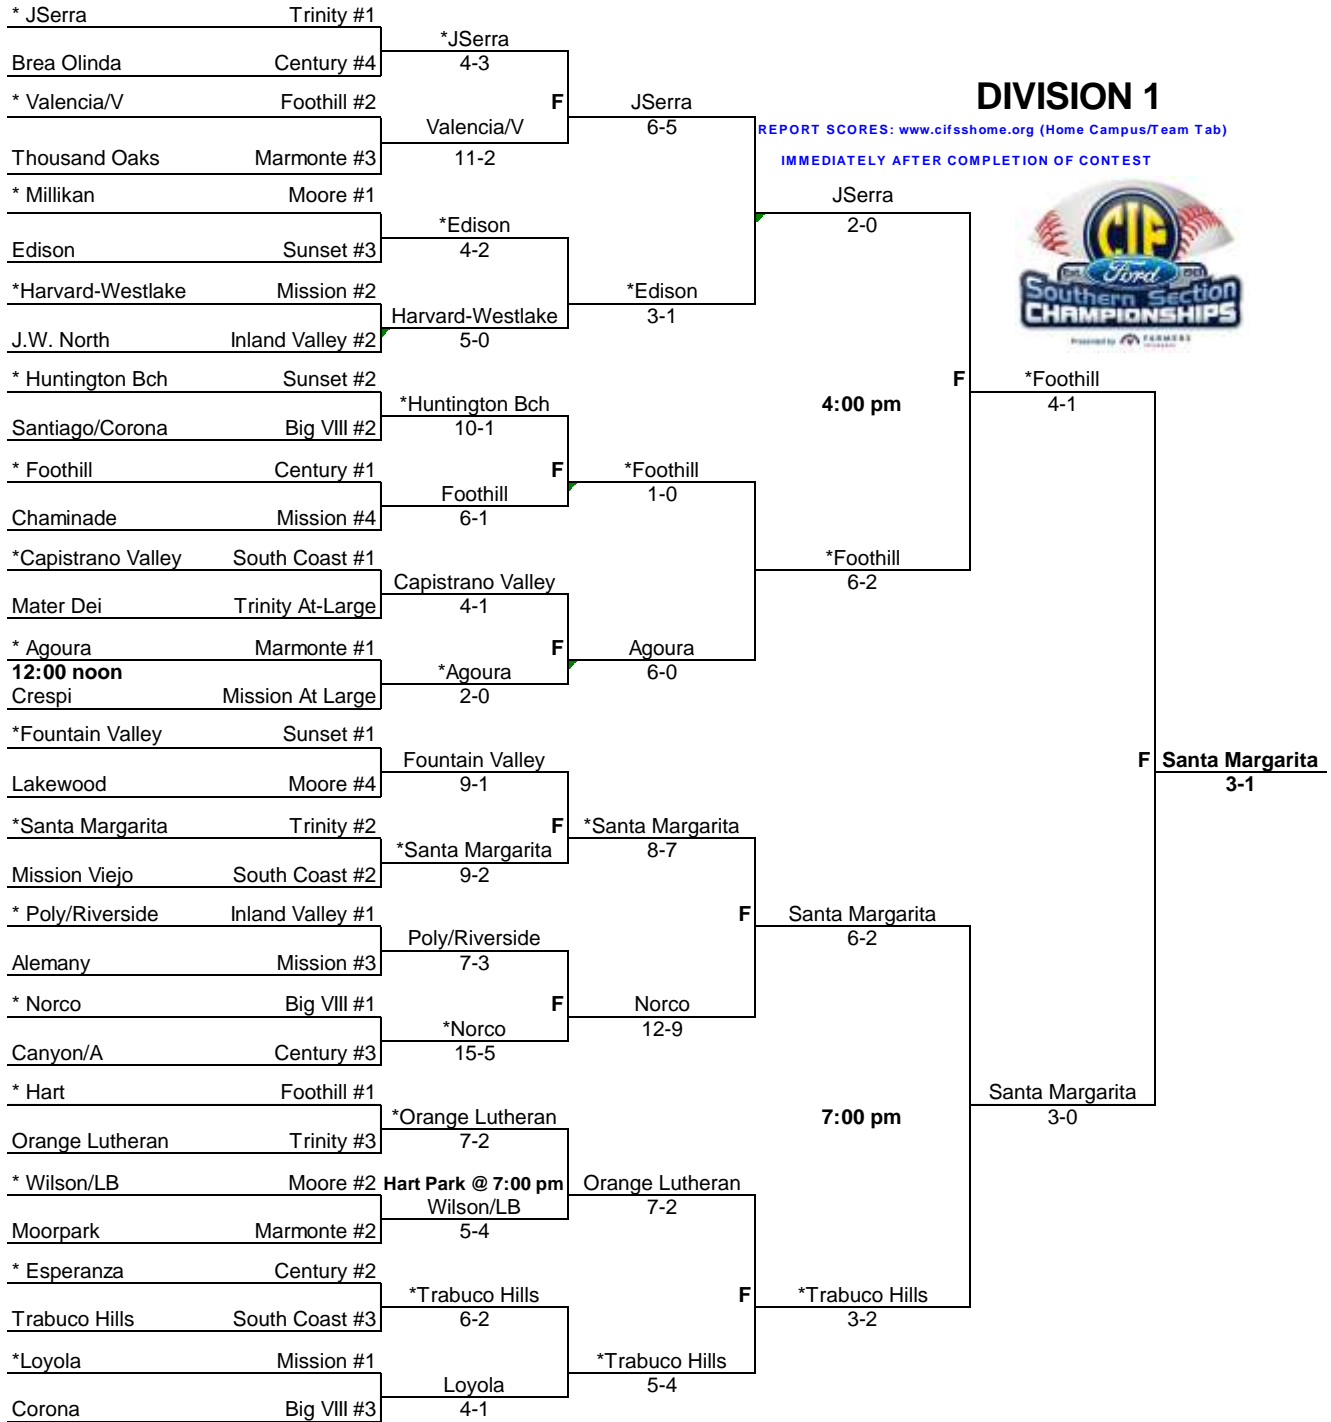 * JSerra Trinity #1
*JSerra
Brea Olinda Century #4 4-3
DIVISION 1
* Valencia/V Foothill #2 F JSerra
Valencia/V 6-5 REPORT SCORES: www.cifsshome.org (Home Campus/Team Tab)
Thousand Oaks Marmonte #3 11-2 IMMEDIATELY AFTER COMPLETION OF CONTEST
* Millikan Moore #1 JSerra
*Edison 2-0
Edison Sunset #3 4-2
CIF
Ford
Southern Section
CHAMPIONSHIPS
Presented by FARMERS INSURANCE
*Harvard-Westlake Mission #2 *Edison
Harvard-Westlake 3-1
J.W. North Inland Valley #2 5-0
* Huntington Bch Sunset #2 F *Foothill
*Huntington Bch 4:00 pm 4-1
Santiago/Corona Big VIII #2 10-1
* Foothill Century #1 F *Foothill
Foothill 1-0
Chaminade Mission #4 6-1
*Capistrano Valley South Coast #1 *Foothill
Capistrano Valley 6-2
Mater Dei Trinity At-Large 4-1
* Agoura Marmonte #1 F Agoura
12:00 noon *Agoura 6-0
Crespi Mission At Large 2-0
*Fountain Valley Sunset #1
Fountain Valley F Santa Margarita
Lakewood Moore #4 9-1 3-1
*Santa Margarita Trinity #2 F *Santa Margarita
*Santa Margarita 8-7
Mission Viejo South Coast #2 9-2
* Poly/Riverside Inland Valley #1 F Santa Margarita
Poly/Riverside 6-2
Alemany Mission #3 7-3
* Norco Big VIII #1 F Norco
*Norco 12-9
Canyon/A Century #3 15-5
* Hart Foothill #1 Santa Margarita
*Orange Lutheran 7:00 pm 3-0
Orange Lutheran Trinity #3 7-2
* Wilson/LB Moore #2 Hart Park @ 7:00 pm Orange Lutheran
Wilson/LB 7-2
Moorpark Marmonte #2 5-4
* Esperanza Century #2
*Trabuco Hills F *Trabuco Hills
Trabuco Hills South Coast #3 6-2 3-2
*Loyola Mission #1 *Trabuco Hills
Loyola 5-4
Corona Big VIII #3 4-1